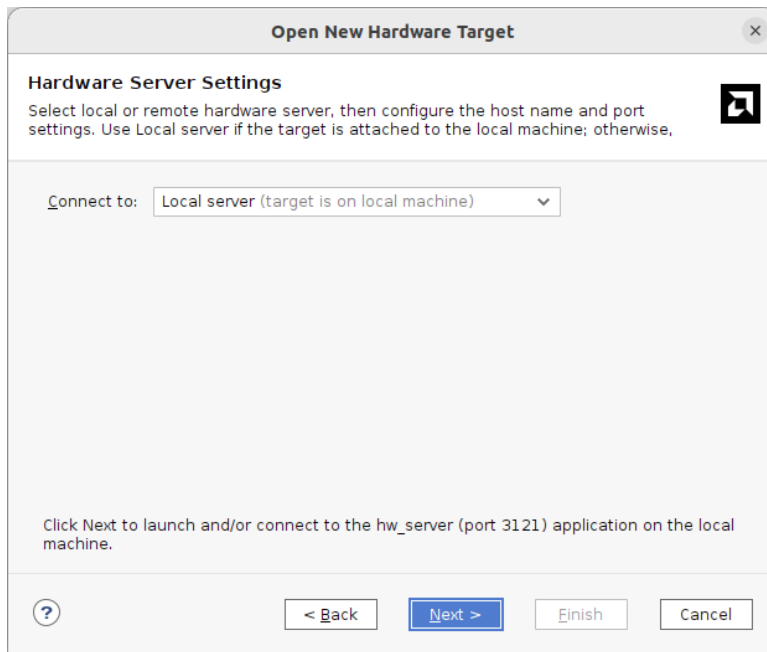 Open New Hardware Target
Hardware Server Settings
Select local or remote hardware server, then configure the host name and port
settings. Use Local server if the target is attached to the local machine; otherwise,
Connect to: Local server (target is on local machine)
Click Next to launch and/or connect to the hw_server (port 3121) application on the local
machine.
? < Back Next > Finish Cancel